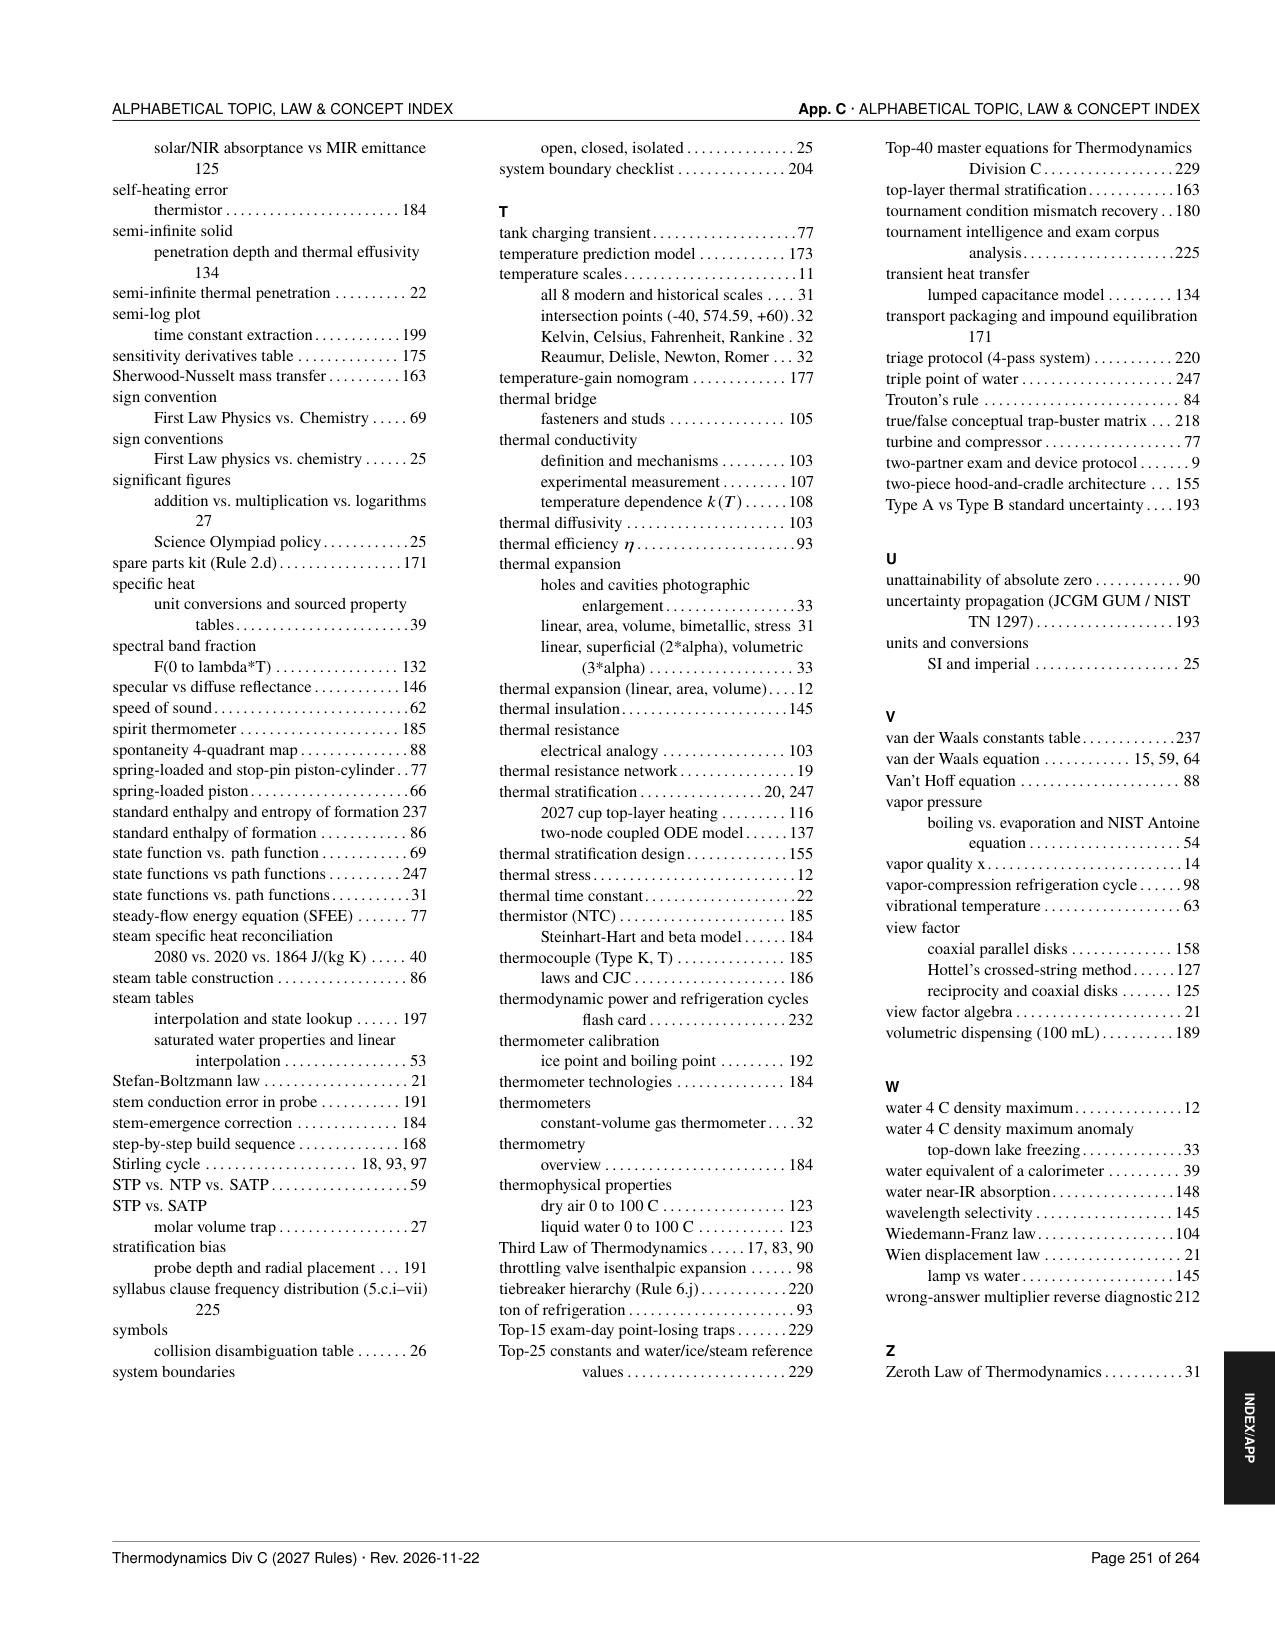 ALPHABETICAL TOPIC, LAW & CONCEPT INDEX
App. C · ALPHABETICAL TOPIC, LAW & CONCEPT INDEX
solar/NIR absorptance vs MIR emittance
125
self-heating error
thermistor . . . . . . . . 184
semi-infinite solid
penetration depth and thermal effusivity
134
semi-infinite thermal penetration . . . . . . . . 22
semi-log plot
time constant extraction . . . . . . . . 199
sensitivity derivatives table . . . . . . . . 175
Sherwood-Nusselt mass transfer . . . . . . . . 163
sign convention
First Law Physics vs. Chemistry . . . . . 69
sign conventions
First Law physics vs. chemistry . . . . . . 25
significant figures
addition vs. multiplication vs. logarithms
27
Science Olympiad policy . . . . . . . . 25
spare parts kit (Rule 2.d) . . . . . . . . 171
specific heat
unit conversions and sourced property
tables . . . . . . . . 39
spectral band fraction
F(0 to lambda*T) . . . . . . . . 132
specular vs diffuse reflectance . . . . . . . . 146
speed of sound . . . . . . . . 62
spirit thermometer . . . . . . . . 185
spontaneity 4-quadrant map . . . . . . . . 88
spring-loaded and stop-pin piston-cylinder . . 77
spring-loaded piston . . . . . . . . 66
standard enthalpy and entropy of formation 237
standard enthalpy of formation . . . . . . . . 86
state function vs. path function . . . . . . . . 69
state functions vs path functions . . . . . . . . 247
state functions vs. path functions . . . . . . . . 31
steady-flow energy equation (SFEE) . . . . . . . 77
steam specific heat reconciliation
2080 vs. 2020 vs. 1864 J/(kg K) . . . . . 40
steam table construction . . . . . . . . 86
steam tables
interpolation and state lookup . . . . . . 197
saturated water properties and linear
interpolation . . . . . . . . 53
Stefan-Boltzmann law . . . . . . . . 21
stem conduction error in probe . . . . . . . . 191
stem-emergence correction . . . . . . . . 184
step-by-step build sequence . . . . . . . . 168
Stirling cycle . . . . . . . . 18, 93, 97
STP vs. NTP vs. SATP . . . . . . . . 59
STP vs. SATP
molar volume trap . . . . . . . . 27
stratification bias
probe depth and radial placement . . . 191
syllabus clause frequency distribution (5.c.i–vii)
225
symbols
collision disambiguation table . . . . . . . 26
system boundaries
open, closed, isolated . . . . . . . . 25
system boundary checklist . . . . . . . . 204
T
tank charging transient . . . . . . . . 77
temperature prediction model . . . . . . . . 173
temperature scales . . . . . . . . 11
all 8 modern and historical scales . . . . 31
intersection points (-40, 574.59, +60) . 32
Kelvin, Celsius, Fahrenheit, Rankine . 32
Reaumur, Delisle, Newton, Romer . . . 32
temperature-gain nomogram . . . . . . . . 177
thermal bridge
fasteners and studs . . . . . . . . 105
thermal conductivity
definition and mechanisms . . . . . . . . 103
experimental measurement . . . . . . . . 107
temperature dependence k(T) . . . . . . 108
thermal diffusivity . . . . . . . . 103
thermal efficiency η . . . . . . . . 93
thermal expansion
holes and cavities photographic
enlargement . . . . . . . . 33
linear, area, volume, bimetallic, stress 31
linear, superficial (2*alpha), volumetric
(3*alpha) . . . . . . . . 33
thermal expansion (linear, area, volume) . . . . 12
thermal insulation . . . . . . . . 145
thermal resistance
electrical analogy . . . . . . . . 103
thermal resistance network . . . . . . . . 19
thermal stratification . . . . . . . . 20, 247
2027 cup top-layer heating . . . . . . . . 116
two-node coupled ODE model . . . . . . 137
thermal stratification design . . . . . . . . 155
thermal stress . . . . . . . . 12
thermal time constant . . . . . . . . 22
thermistor (NTC) . . . . . . . . 185
Steinhart-Hart and beta model . . . . . . 184
thermocouple (Type K, T) . . . . . . . . 185
laws and CJC . . . . . . . . 186
thermodynamic power and refrigeration cycles
flash card . . . . . . . . 232
thermometer calibration
ice point and boiling point . . . . . . . . 192
thermometer technologies . . . . . . . . 184
thermometers
constant-volume gas thermometer . . . . 32
thermometry
overview . . . . . . . . 184
thermophysical properties
dry air 0 to 100 C . . . . . . . . 123
liquid water 0 to 100 C . . . . . . . . 123
Third Law of Thermodynamics . . . . . 17, 83, 90
throttling valve isenthalpic expansion . . . . . . 98
tiebreaker hierarchy (Rule 6.j) . . . . . . . . 220
ton of refrigeration . . . . . . . . 93
Top-15 exam-day point-losing traps . . . . . . . 229
Top-25 constants and water/ice/steam reference
values . . . . . . . . 229
Top-40 master equations for Thermodynamics
Division C . . . . . . . . 229
top-layer thermal stratification . . . . . . . . 163
tournament condition mismatch recovery . . 180
tournament intelligence and exam corpus
analysis . . . . . . . . 225
transient heat transfer
lumped capacitance model . . . . . . . . 134
transport packaging and impound equilibration
171
triage protocol (4-pass system) . . . . . . . . 220
triple point of water . . . . . . . . 247
Trouton's rule . . . . . . . . 84
true/false conceptual trap-buster matrix . . . 218
turbine and compressor . . . . . . . . 77
two-partner exam and device protocol . . . . . . . 9
two-piece hood-and-cradle architecture . . . 155
Type A vs Type B standard uncertainty . . . . 193
U
unattainability of absolute zero . . . . . . . . 90
uncertainty propagation (JCGM GUM / NIST
TN 1297) . . . . . . . . 193
units and conversions
SI and imperial . . . . . . . . 25
V
van der Waals constants table . . . . . . . . 237
van der Waals equation . . . . . . . . 15, 59, 64
Van't Hoff equation . . . . . . . . 88
vapor pressure
boiling vs. evaporation and NIST Antoine
equation . . . . . . . . 54
vapor quality x . . . . . . . . 14
vapor-compression refrigeration cycle . . . . . . 98
vibrational temperature . . . . . . . . 63
view factor
coaxial parallel disks . . . . . . . . 158
Hottel's crossed-string method . . . . . . 127
reciprocity and coaxial disks . . . . . . . 125
view factor algebra . . . . . . . . 21
volumetric dispensing (100 mL) . . . . . . . . 189
W
water 4 C density maximum . . . . . . . . 12
water 4 C density maximum anomaly
top-down lake freezing . . . . . . . . 33
water equivalent of a calorimeter . . . . . . . . 39
water near-IR absorption . . . . . . . . 148
wavelength selectivity . . . . . . . . 145
Wiedemann-Franz law . . . . . . . . 104
Wien displacement law . . . . . . . . 21
lamp vs water . . . . . . . . 145
wrong-answer multiplier reverse diagnostic 212
Z
Zeroth Law of Thermodynamics . . . . . . . . 31
INDEX/APP
Thermodynamics Div C (2027 Rules) · Rev. 2026-11-22
Page 251 of 264